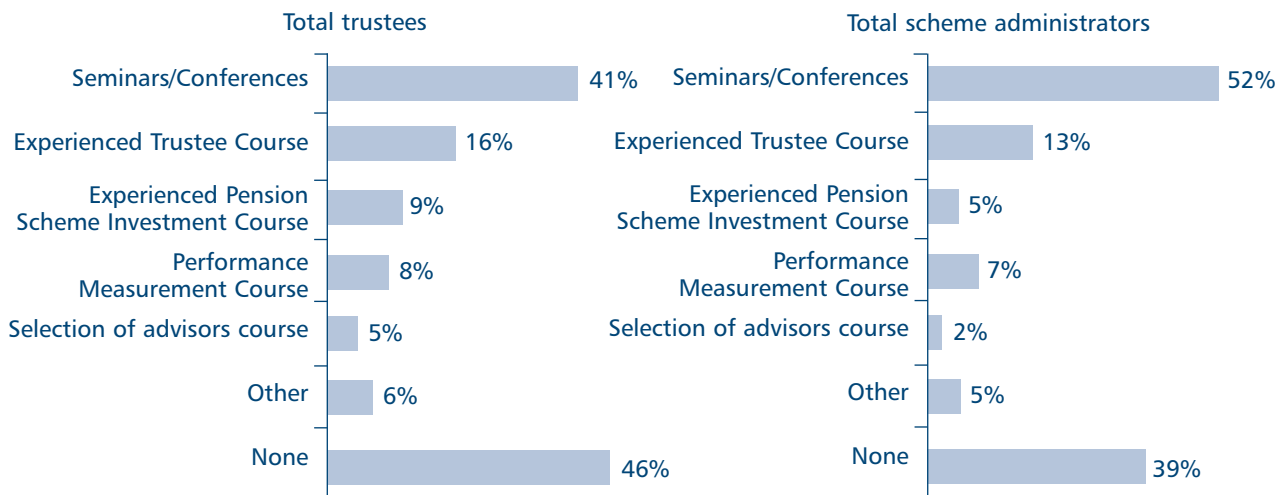 Total trustees
Seminars/Conferences
41%
Experienced Trustee Course
16%
Experienced Pension
Scheme Investment Course
9%
Performance
Measurement Course
8%
Selection of advisors course
5%
Other
6%
None
46%
Total scheme administrators
Seminars/Conferences
52%
Experienced Trustee Course
13%
Experienced Pension
Scheme Investment Course
5%
Performance
Measurement Course
7%
Selection of advisors course
2%
Other
5%
None
39%